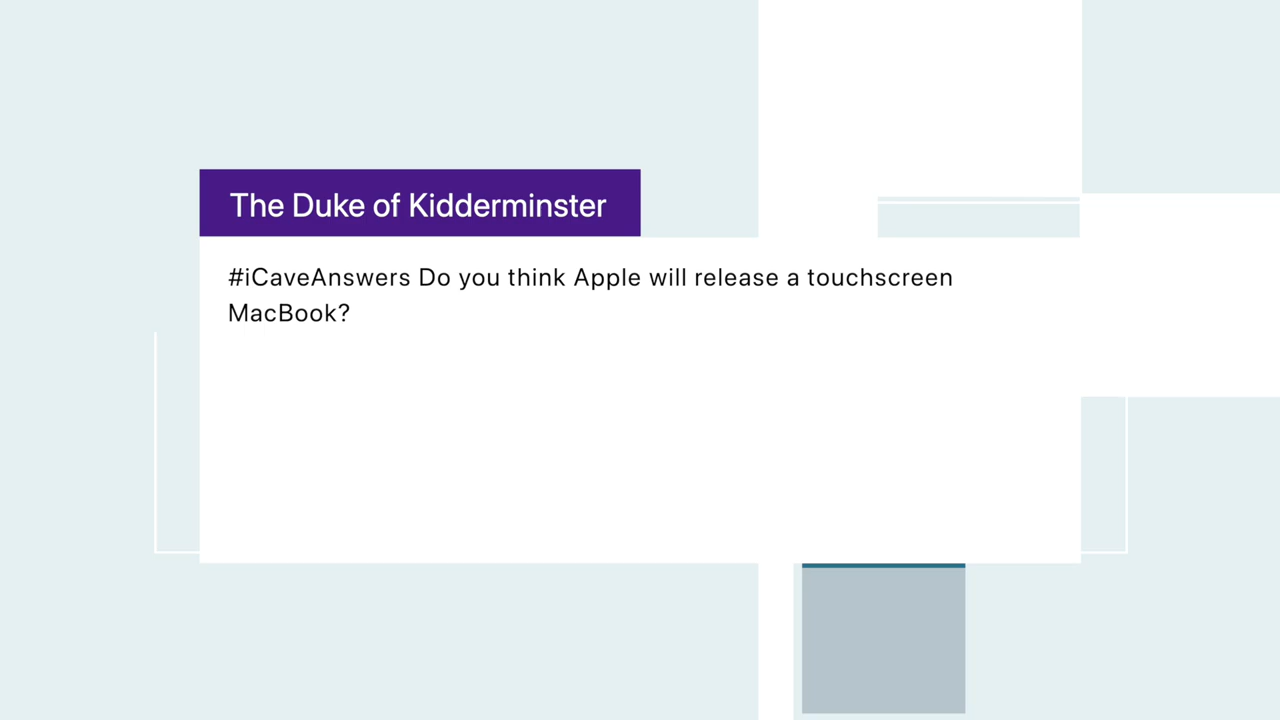 The Duke of Kidderminster
#iCaveAnswers Do you think Apple will release a touchscreen
MacBook?